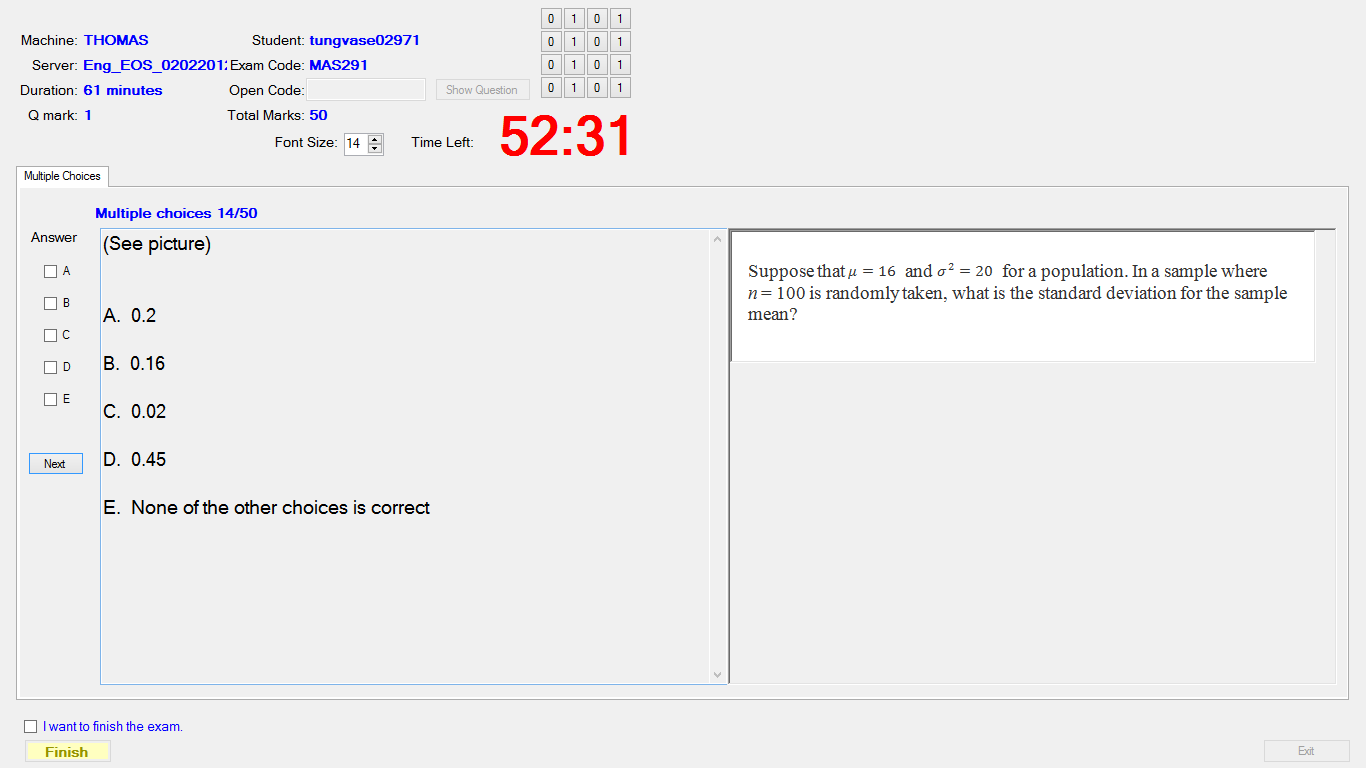 Machine: THOMAS Student: tungvase02971
Server: Eng_EOS_02022012 Exam Code: MAS291
Duration: 61 minutes Open Code: Show Question
Q mark: 1 Total Marks: 50
0 1 0 1
0 1 0 1
0 1 0 1
0 1 0 1
Font Size: 14 Time Left: 52:31
Multiple Choices
Multiple choices 14/50
Answer
A
B
C
D
E
Next
(See picture)
A. 0.2
B. 0.16
C. 0.02
D. 0.45
E. None of the other choices is correct
Suppose that μ = 16 and σ² = 20 for a population. In a sample where
n = 100 is randomly taken, what is the standard deviation for the sample
mean?
I want to finish the exam.
Finish
Exit